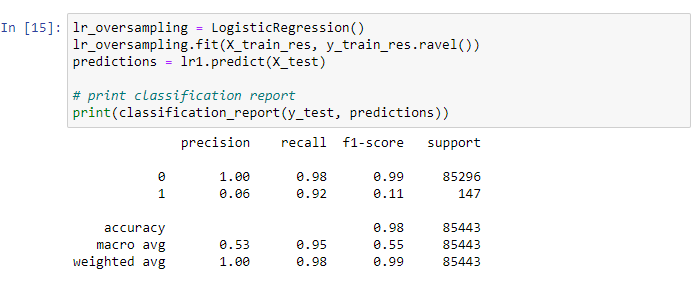 In [15]: lr_oversampling = LogisticRegression()
lr_oversampling.fit(X_train_res, y_train_res.ravel())
predictions = lr1.predict(X_test)
# print classification report
print(classification_report(y_test, predictions))
precision recall f1-score support
0 1.00 0.98 0.99 85296
1 0.06 0.92 0.11 147
accuracy 0.98 85443
macro avg 0.53 0.95 0.55 85443
weighted avg 1.00 0.98 0.99 85443